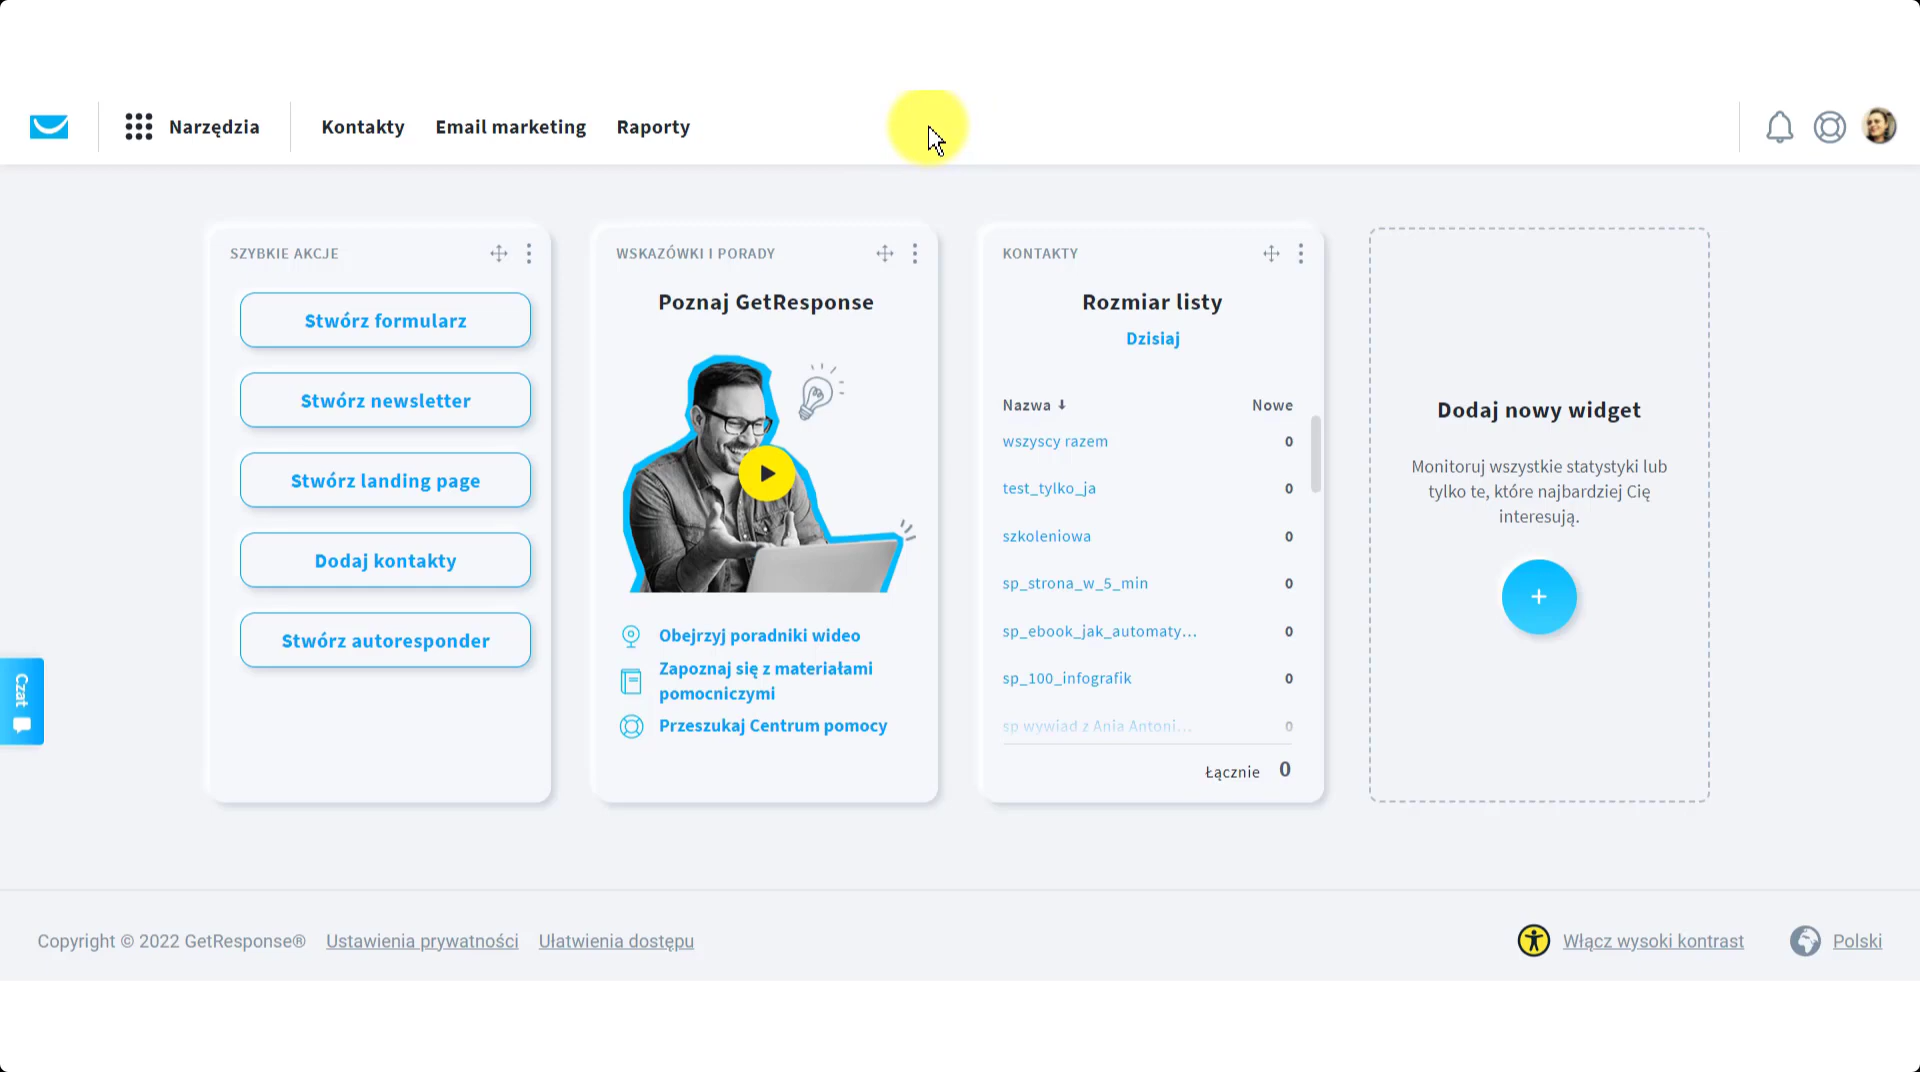 Narzędzia
Kontakty
Email marketing
Raporty
SZYBKIE AKCJE
Stwórz formularz
Stwórz newsletter
Stwórz landing page
Dodaj kontakty
Stwórz autoresponder
WSKAZÓWKI I PORADY
Poznaj GetResponse
Obejrzyj poradniki wideo
Zapoznaj się z materiałami
pomocniczymi
Przeszukaj Centrum pomocy
KONTAKTY
Rozmiar listy
Dzisiaj
Nazwa Nowe
wszyscy razem 0
test_tylko_ja 0
szkoleniowa 0
sp_strona_w_5_min 0
sp_ebook_jak_automaty... 0
sp_100_infografik 0
sp wywiad z Ania Antoni... 0
Łącznie 0
Dodaj nowy widget
Monitoruj wszystkie statystyki lub
tylko te, które najbardziej Cię
interesują.
Czat
Copyright © 2022 GetResponse®
Ustawienia prywatności
Ułatwienia dostępu
Włącz wysoki kontrast
Polski